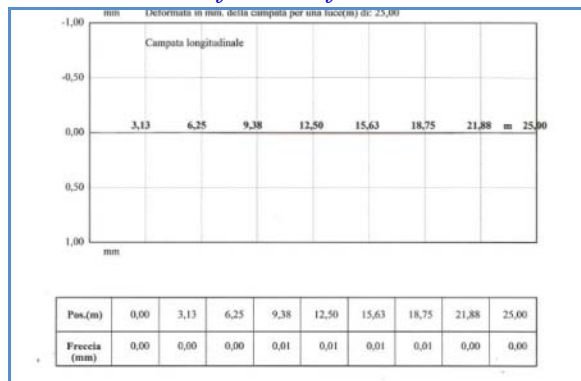 mm Deformata in mm. della campata per una luce(m) di: 25,00
-1,00
Campata longitudinale
-0,50
3,13 6,25 9,38 12,50 15,63 18,75 21,88 m 25,00
0,00
0,50
1,00
mm
Pos.(m) 0,00 3,13 6,25 9,38 12,50 15,63 18,75 21,88 25,00
Freccia 0,00 0,00 0,00 0,01 0,01 0,01 0,01 0,00 0,00
(mm)